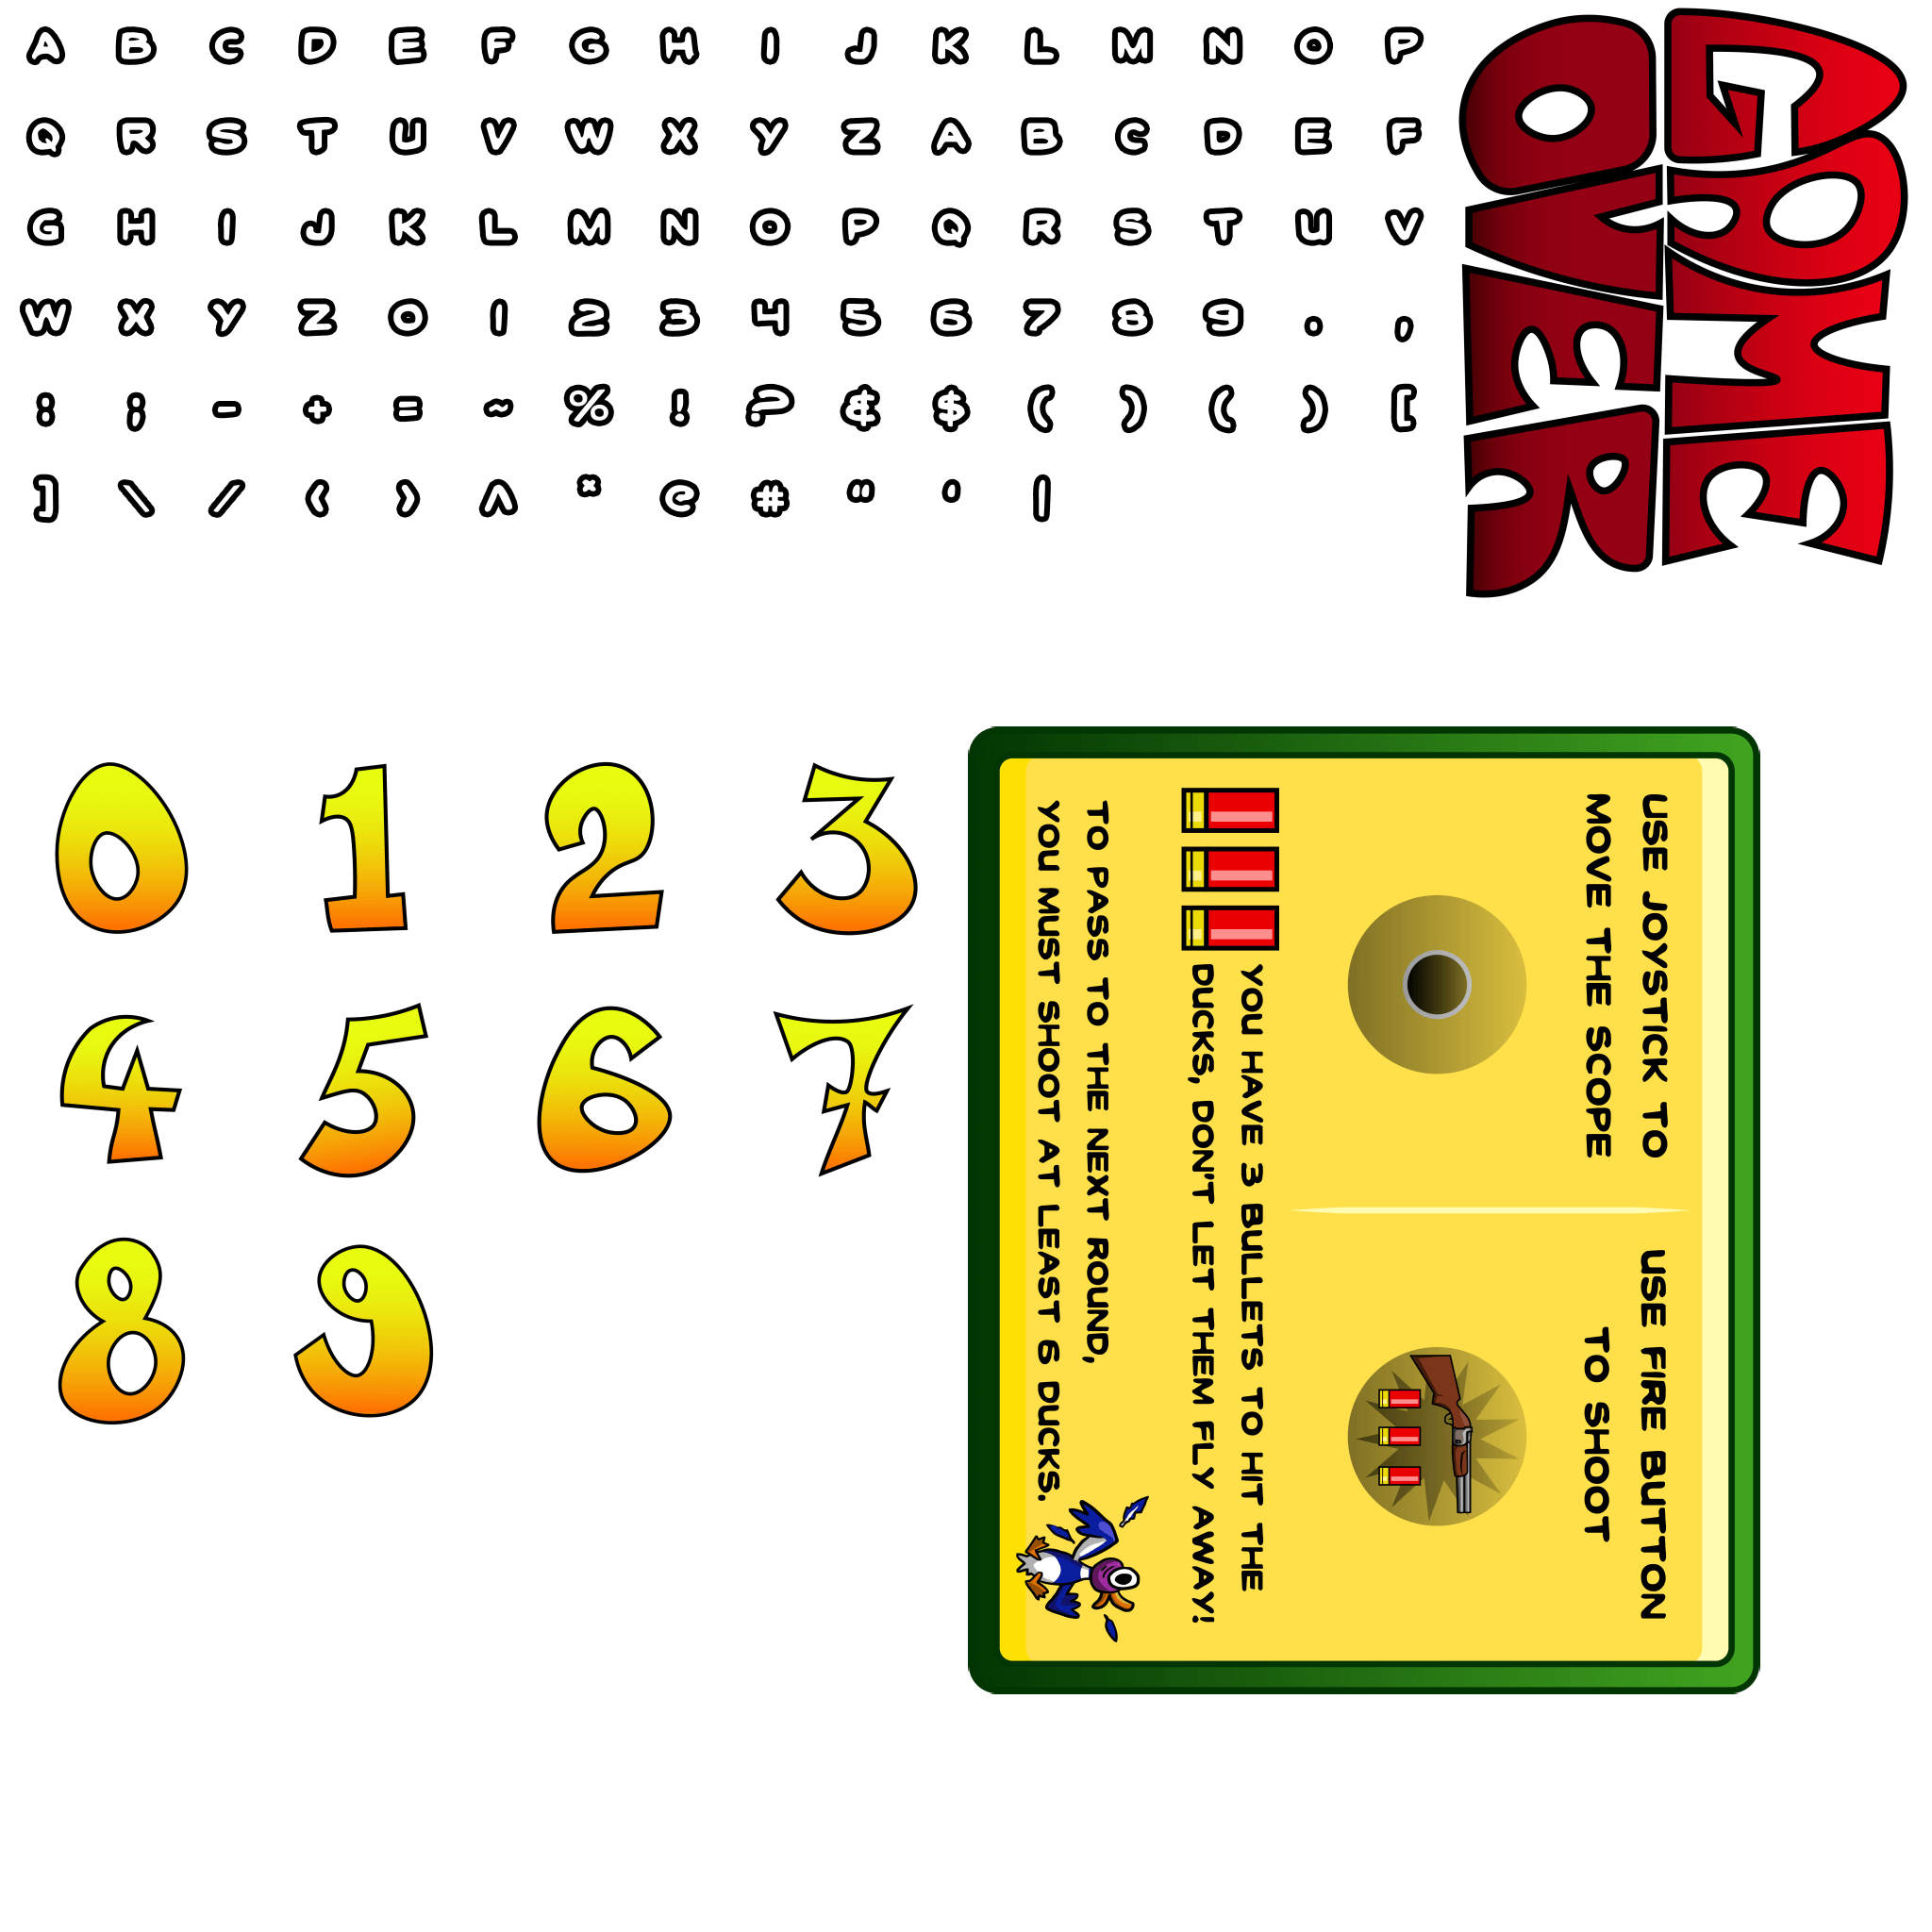 A B C D E F G H I J K L M N O P
Q R S T U V W X Y Z A B C D E F
G H I J K L M N O P Q R S T U V
W X Y Z 0 1 2 3 4 5 6 7 8 9 . ,
: ; - + = ~ % ! ? $ $ ( ) ( ) [
] \ / < > ^ * @ # " ' |
GAME
OVER
0 1 2 3
4 5 6 7
8 9
USE JOYSTICK TO
MOVE THE SCOPE
USE FIRE BUTTON
TO SHOOT
YOU HAVE 3 BULLETS TO HIT THE
DUCKS, DON'T LET THEM FLY AWAY!
TO PASS TO THE NEXT ROUND,
YOU MUST SHOOT AT LEAST 6 DUCKS.